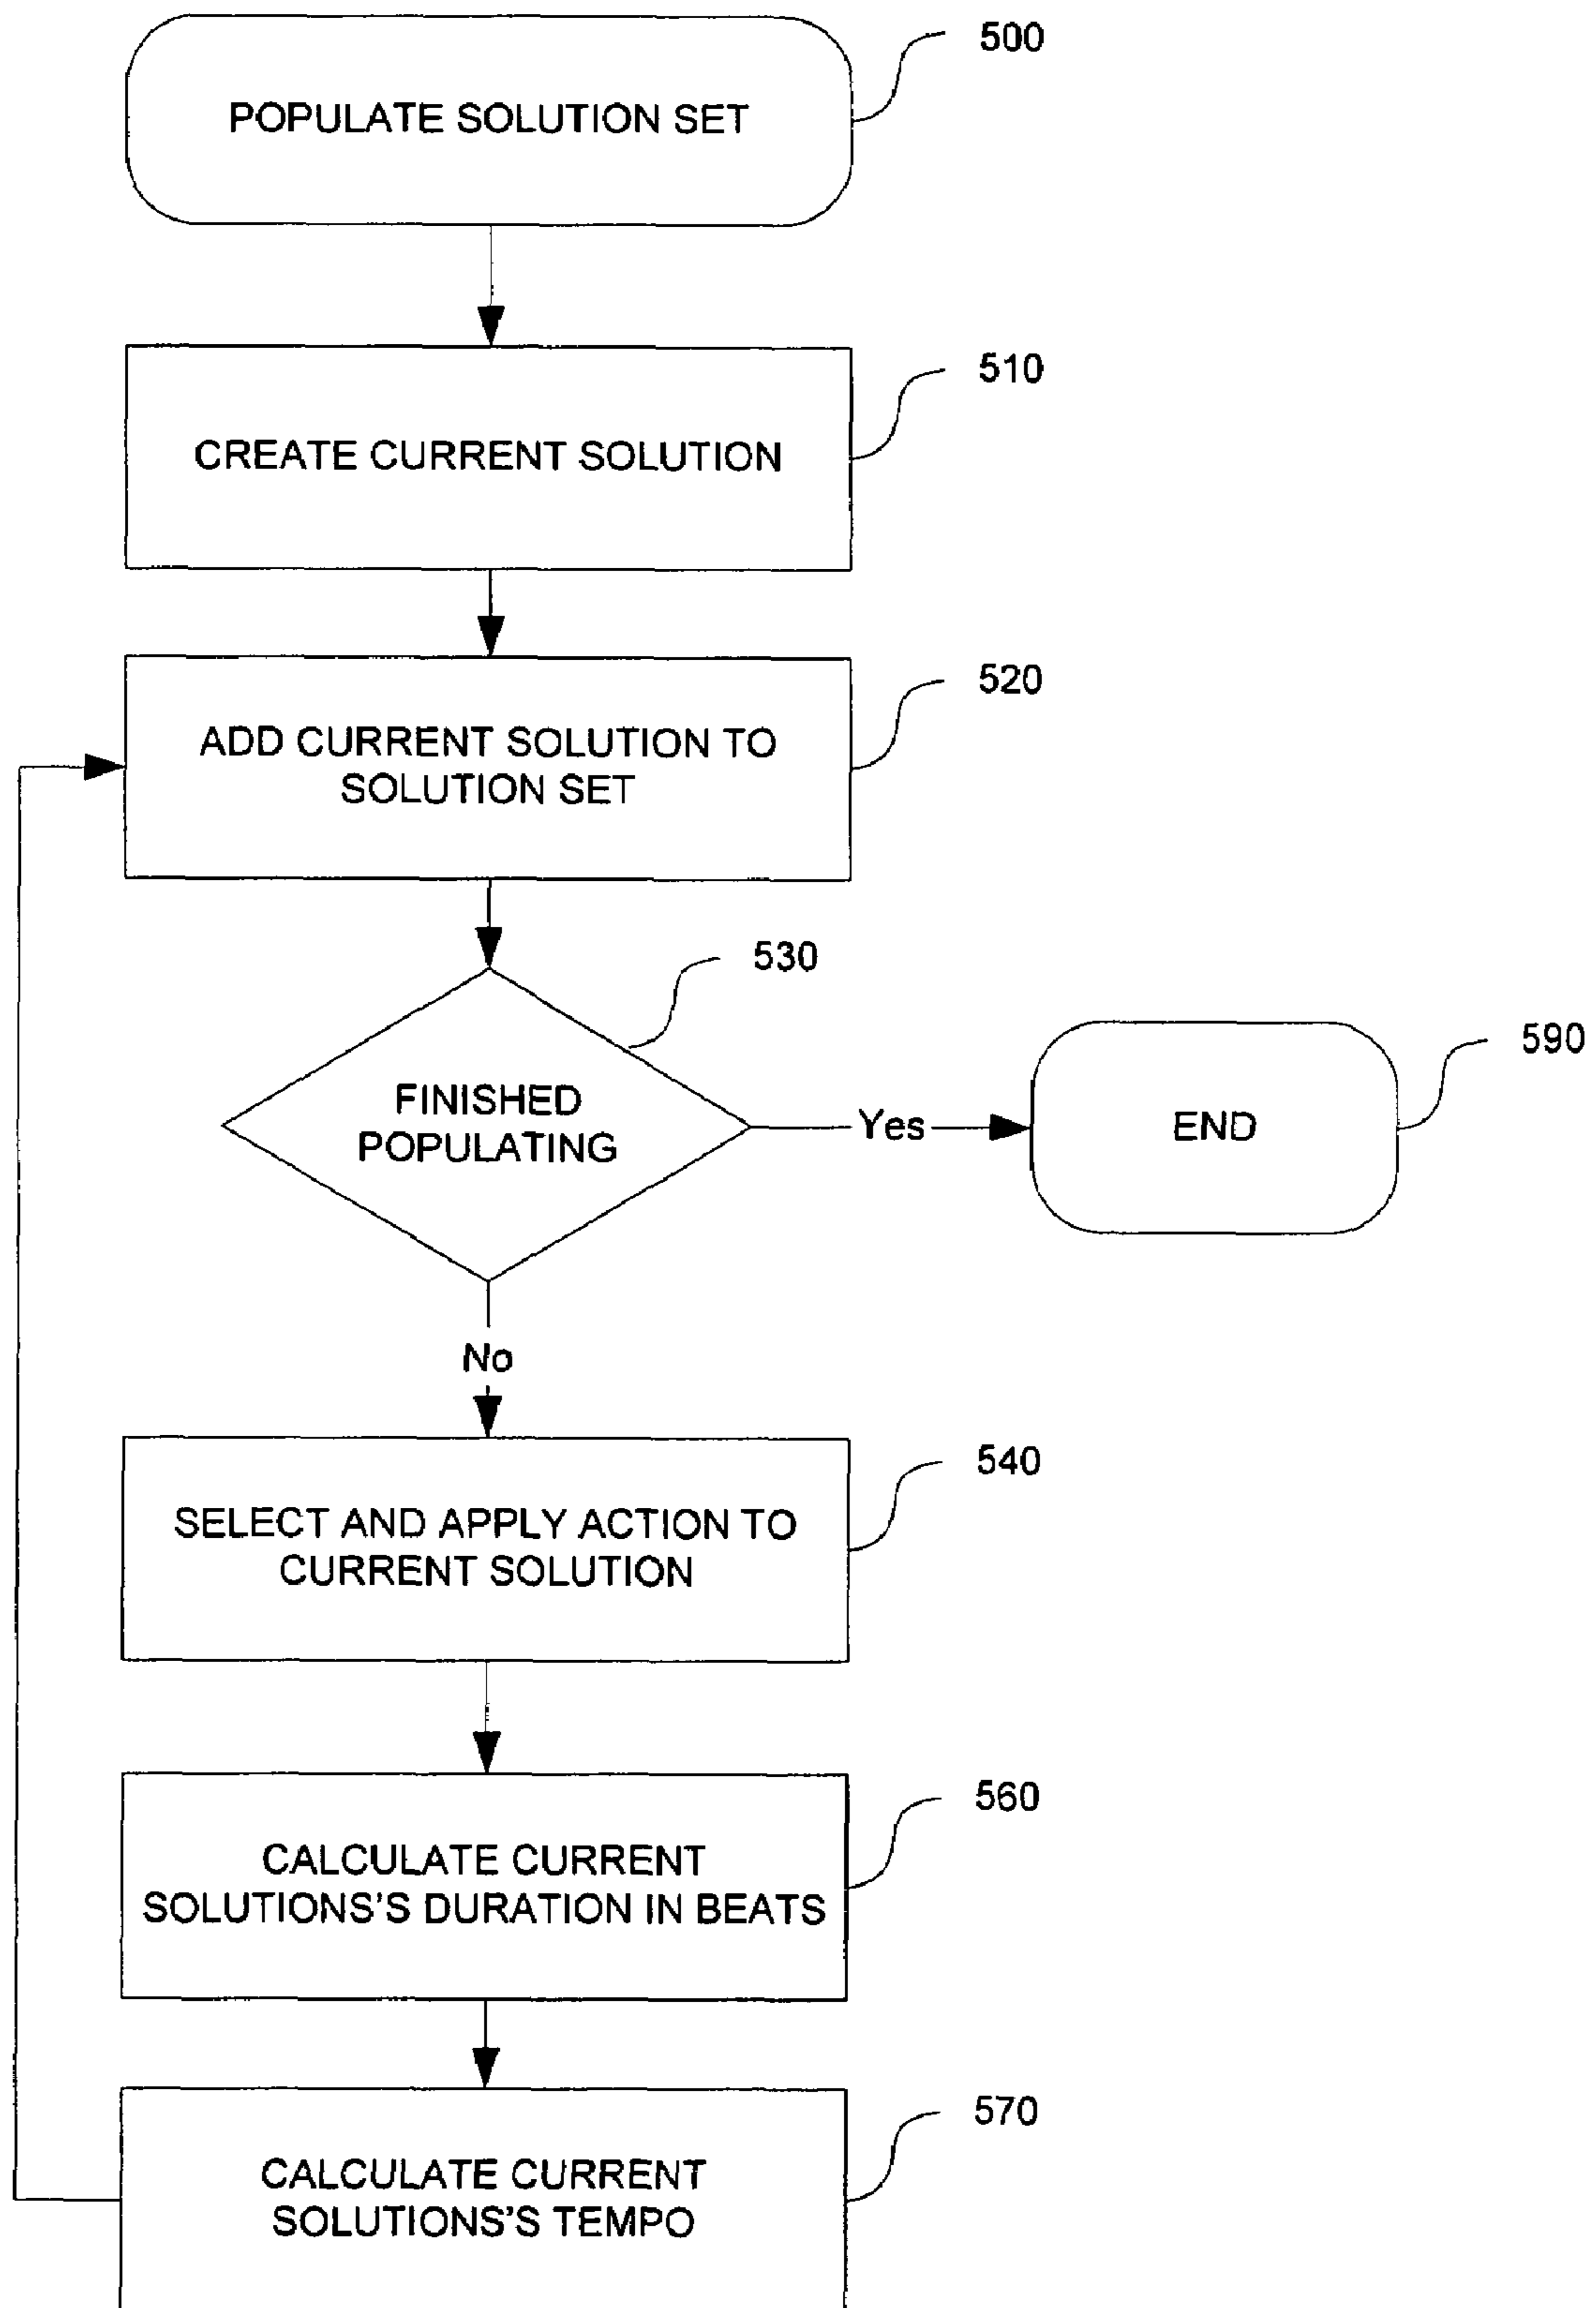 500
POPULATE SOLUTION SET
510
CREATE CURRENT SOLUTION
520
ADD CURRENT SOLUTION TO
SOLUTION SET
530
FINISHED
POPULATING
Yes
590
END
No
540
SELECT AND APPLY ACTION TO
CURRENT SOLUTION
560
CALCULATE CURRENT
SOLUTIONS'S DURATION IN BEATS
570
CALCULATE CURRENT
SOLUTIONS'S TEMPO